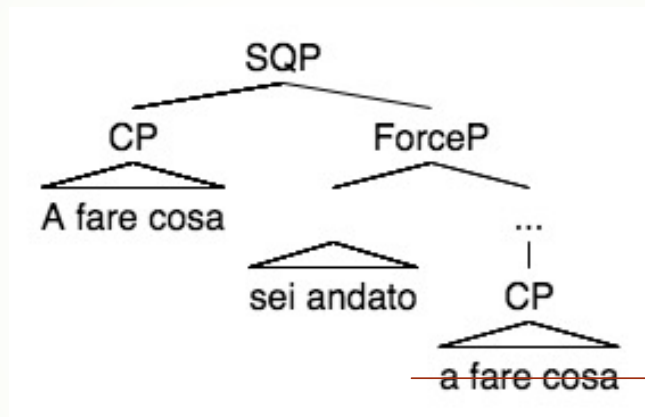 SQP
CP ForceP
A fare cosa ...
sei andato CP
a fare cosa